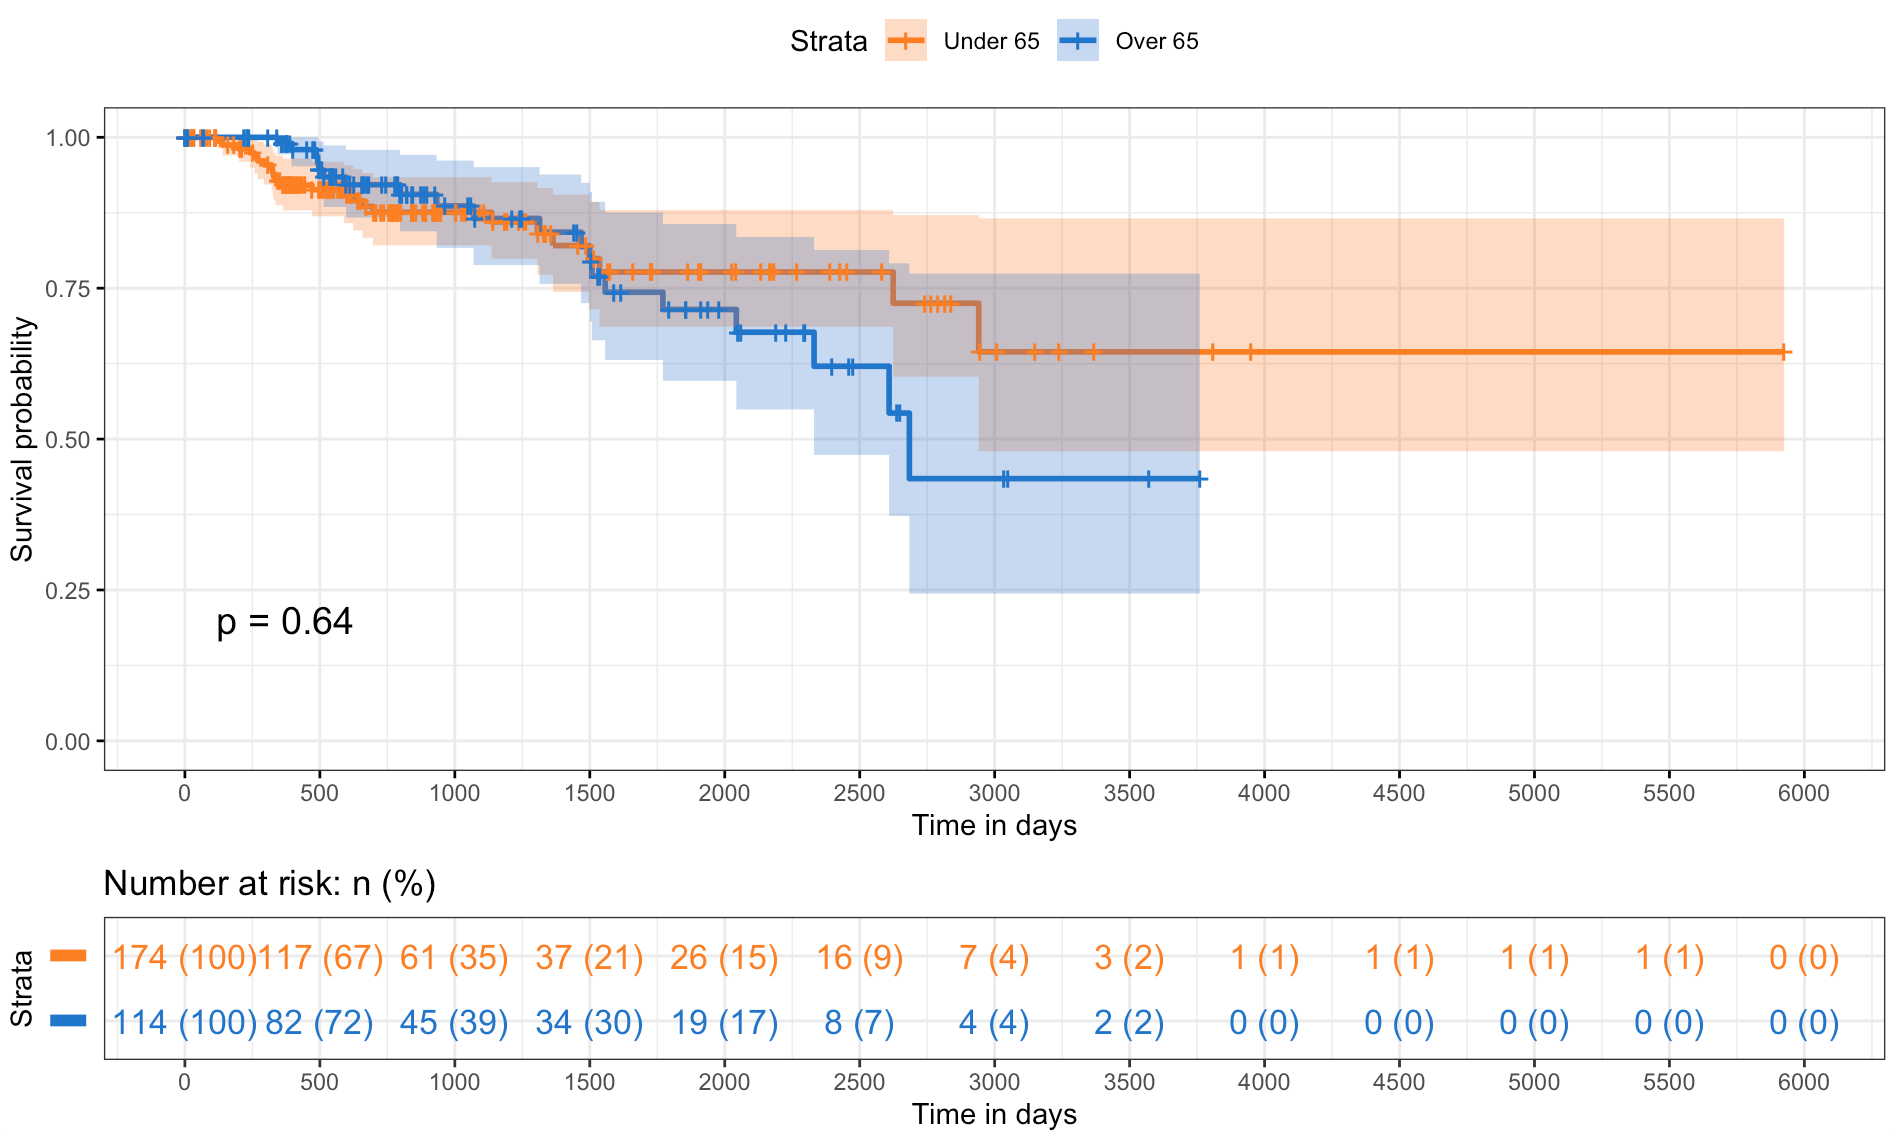 Strata Under 65 Over 65
1.00
0.75
0.50
0.25
0.00
Survival probability
p = 0.64
0 500 1000 1500 2000 2500 3000 3500 4000 4500 5000 5500 6000
Time in days
Number at risk: n (%)
Strata
174 (100) 117 (67) 61 (35) 37 (21) 26 (15) 16 (9) 7 (4) 3 (2) 1 (1) 1 (1) 1 (1) 1 (1) 0 (0)
114 (100) 82 (72) 45 (39) 34 (30) 19 (17) 8 (7) 4 (4) 2 (2) 0 (0) 0 (0) 0 (0) 0 (0) 0 (0)
0 500 1000 1500 2000 2500 3000 3500 4000 4500 5000 5500 6000
Time in days